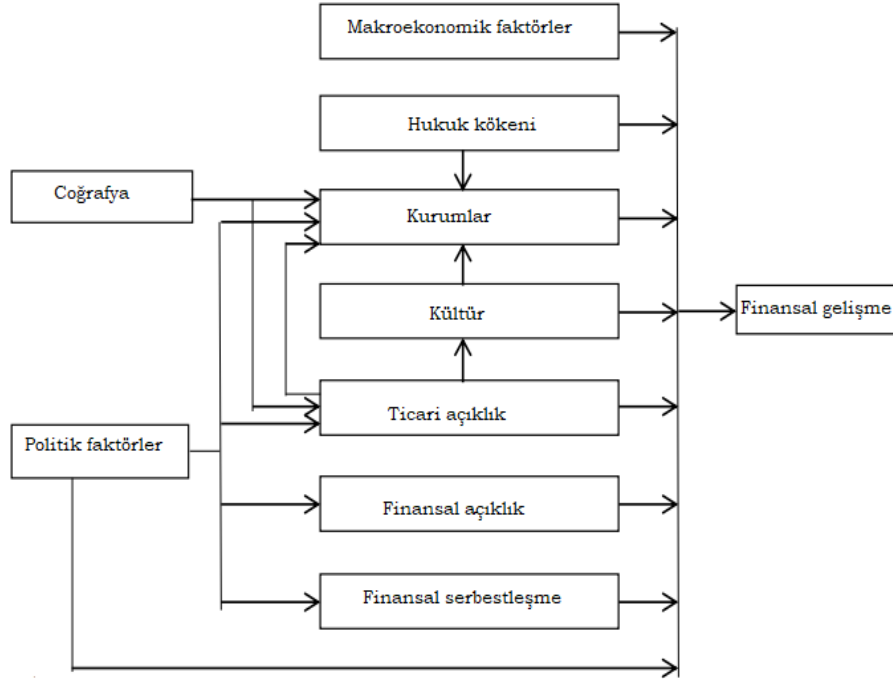 Makroekonomik faktörler
Hukuk kökeni
Coğrafya
Kurumlar
Kültür
Finansal gelişme
Ticari açıklık
Politik faktörler
Finansal açıklık
Finansal serbestleşme